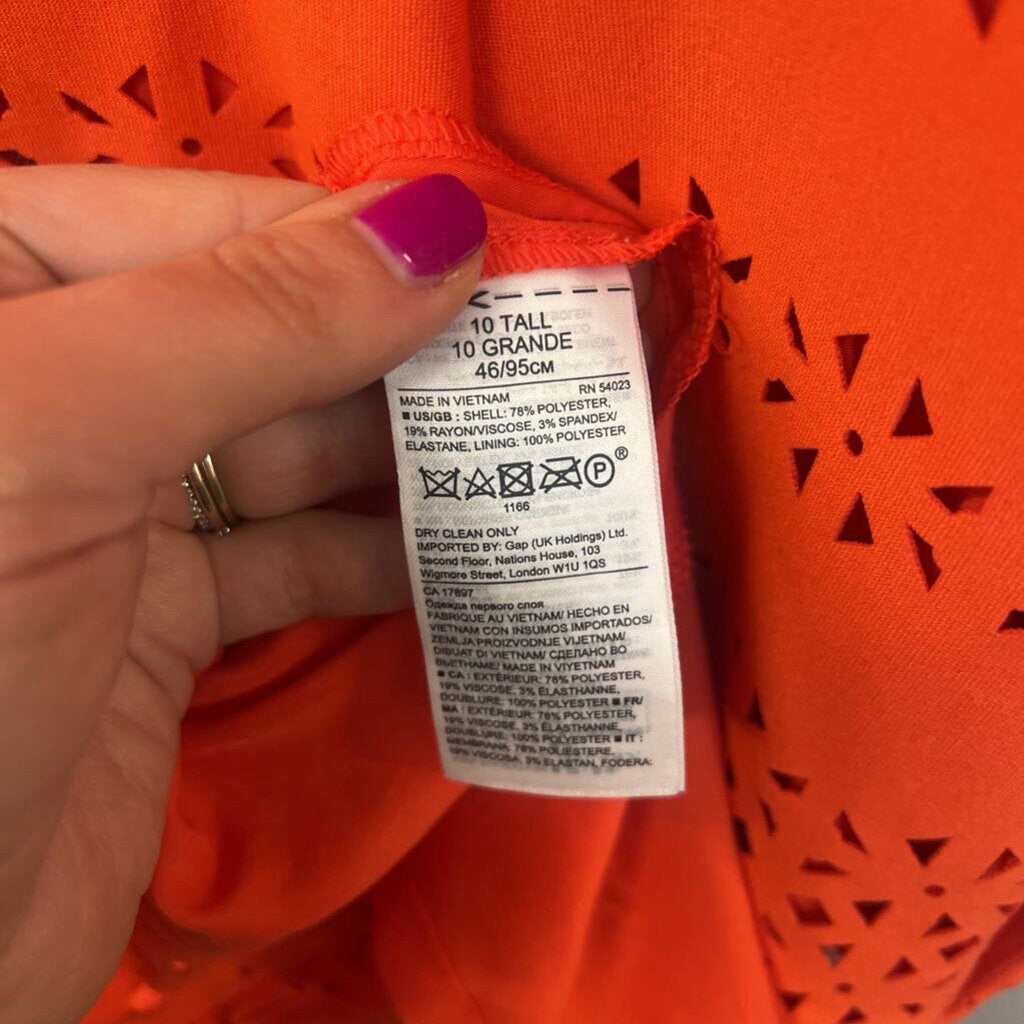 10 TALL
10 GRANDE
46/95CM
MADE IN VIETNAM RN 54023
■ US/GB : SHELL: 78% POLYESTER,
19% RAYON/VISCOSE, 3% SPANDEX/
ELASTANE, LINING: 100% POLYESTER
P ®
1166
DRY CLEAN ONLY
IMPORTED BY: Gap (UK Holdings) Ltd.
Second Floor, Nations House, 103
Wigmore Street, London W1U 1QS
CA 17897
Одежда первого слоя
FABRIQUE AU VIETNAM/ HECHO EN
VIETNAM CON INSUMOS IMPORTADOS/
ZEMLJA PROIZVODNJE VIJETNAM/
DIBUAT DI VIETNAM/ СДЕЛАНО ВО
ВЬЕТНАМЕ/ MADE IN VIYETNAM
■ CA : EXTÉRIEUR: 78% POLYESTER,
19% VISCOSE, 3% ÉLASTHANNE,
DOUBLURE: 100% POLYESTER ■ FR/
MA : EXTÉRIEUR: 78% POLYESTER,
19% VISCOSE, 3% ÉLASTHANNE,
DOUBLURE: 100% POLYESTER ■ IT :
MEMBRANA: 78% POLIESTERE,
19% VISCOSA, 3% ELASTAN, FODERA: